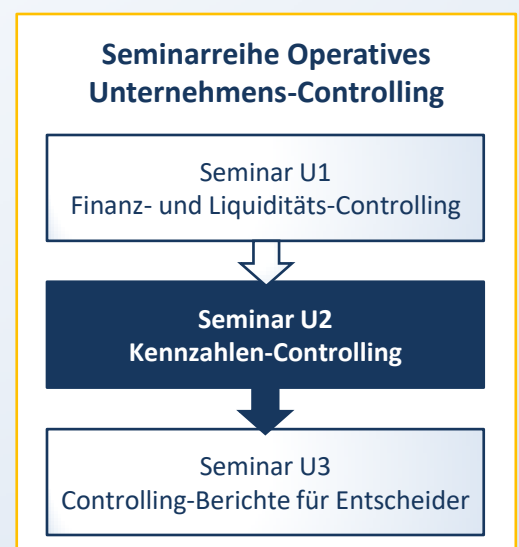 Seminarreihe Operatives
Unternehmens-Controlling
Seminar U1
Finanz- und Liquiditäts-Controlling
Seminar U2
Kennzahlen-Controlling
Seminar U3
Controlling-Berichte für Entscheider